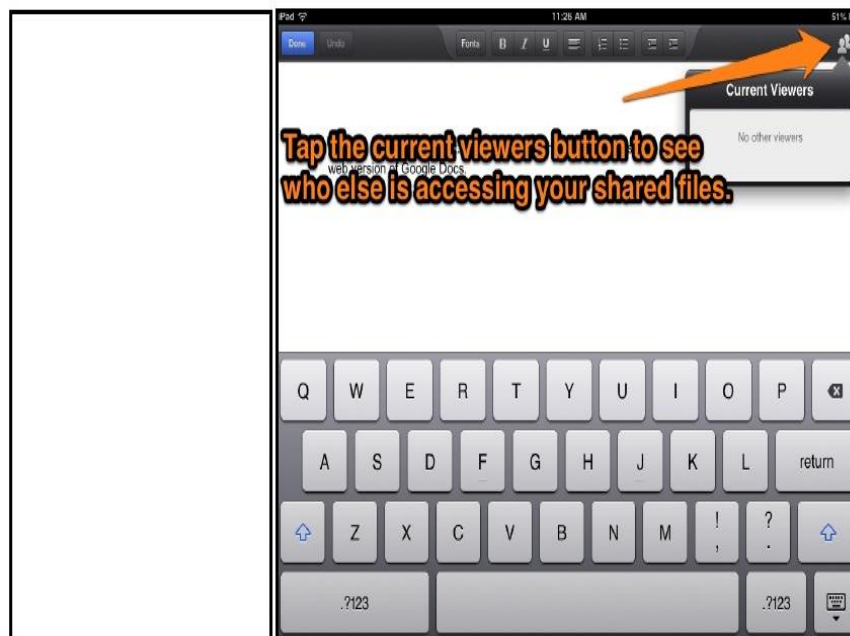 iPad 11:26 AM 51%
Done Undo Fonts B I U
Current Viewers
No other viewers
Tap the current viewers button to see
web version of Google Docs.
who else is accessing your shared files.
Q W E R T Y U I O P
A S D F G H J K L return
Z X C V B N M ! , ? .
.?123 .?123